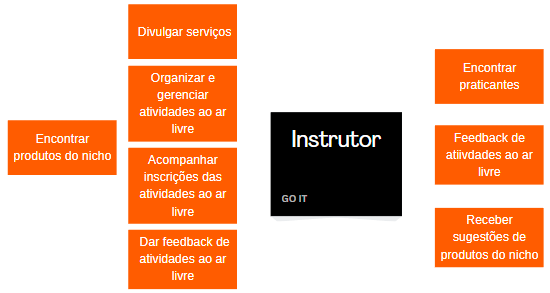 Encontrar
produtos do nicho
Divulgar serviços
Organizar e
gerenciar
atividades ao ar
livre
Acompanhar
inscrições das
atividades ao ar
livre
Dar feedback de
atividades ao ar
livre
Instrutor
GO IT
Encontrar
praticantes
Feedback de
atiivdades ao ar
livre
Receber
sugestões de
produtos do nicho